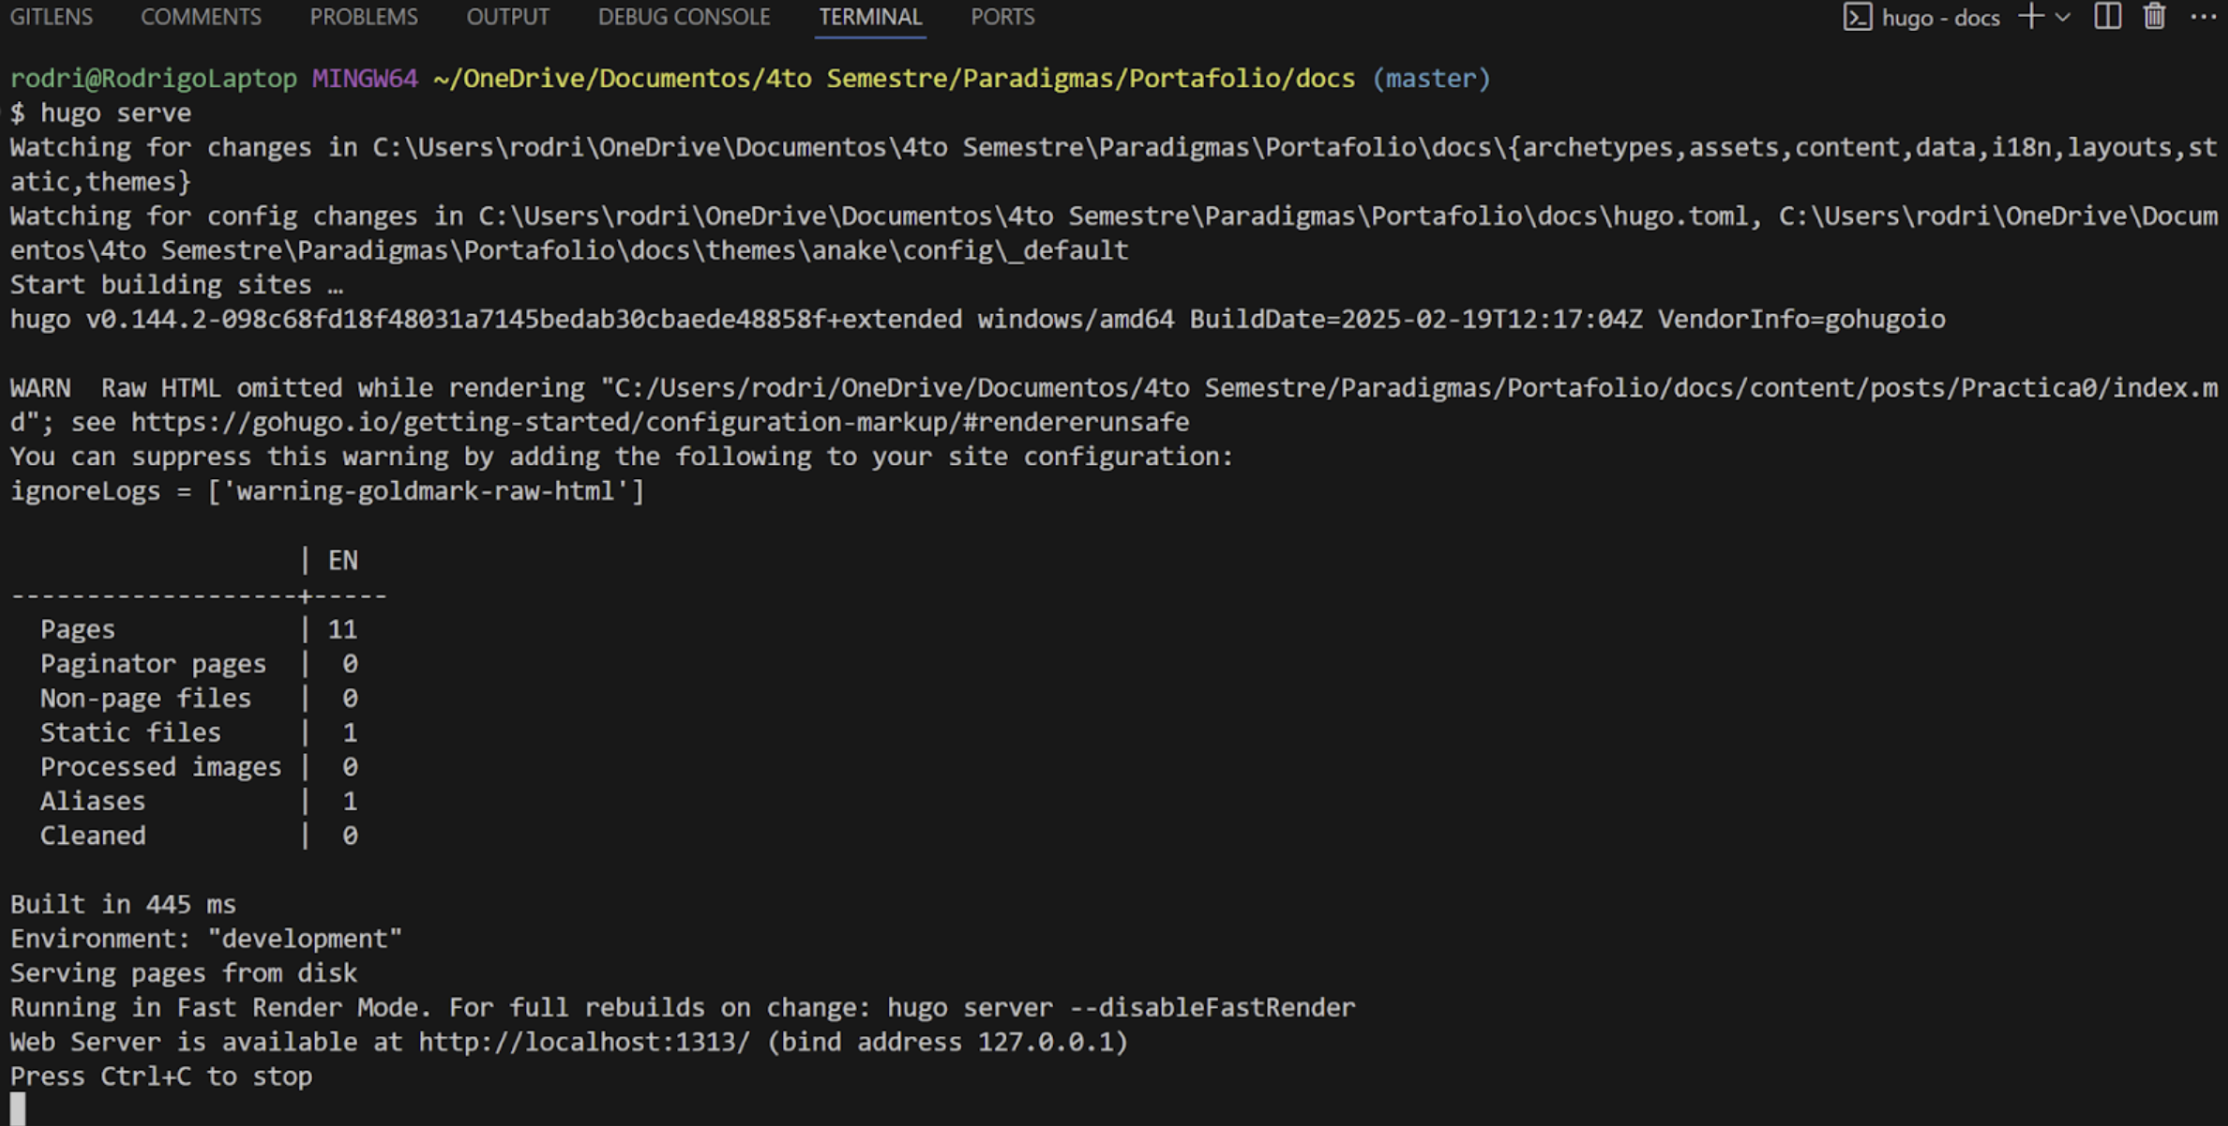 GITLENS COMMENTS PROBLEMS OUTPUT DEBUG CONSOLE TERMINAL PORTS hugo - docs
rodri@RodrigoLaptop MINGW64 ~/OneDrive/Documentos/4to Semestre/Paradigmas/Portafolio/docs (master)
$ hugo serve
Watching for changes in C:\Users\rodri\OneDrive\Documentos\4to Semestre\Paradigmas\Portafolio\docs\{archetypes,assets,content,data,i18n,layouts,st
atic,themes}
Watching for config changes in C:\Users\rodri\OneDrive\Documentos\4to Semestre\Paradigmas\Portafolio\docs\hugo.toml, C:\Users\rodri\OneDrive\Docum
entos\4to Semestre\Paradigmas\Portafolio\docs\themes\anake\config\_default
Start building sites …
hugo v0.144.2-098c68fd18f48031a7145bedab30cbaede48858f+extended windows/amd64 BuildDate=2025-02-19T12:17:04Z VendorInfo=gohugoio
WARN  Raw HTML omitted while rendering "C:/Users/rodri/OneDrive/Documentos/4to Semestre/Paradigmas/Portafolio/docs/content/posts/Practica0/index.m
d"; see https://gohugo.io/getting-started/configuration-markup/#rendererunsafe
You can suppress this warning by adding the following to your site configuration:
ignoreLogs = ['warning-goldmark-raw-html']
                   | EN
-------------------+-----
  Pages            | 11
  Paginator pages  |  0
  Non-page files   |  0
  Static files     |  1
  Processed images |  0
  Aliases          |  1
  Cleaned          |  0
Built in 445 ms
Environment: "development"
Serving pages from disk
Running in Fast Render Mode. For full rebuilds on change: hugo server --disableFastRender
Web Server is available at http://localhost:1313/ (bind address 127.0.0.1)
Press Ctrl+C to stop